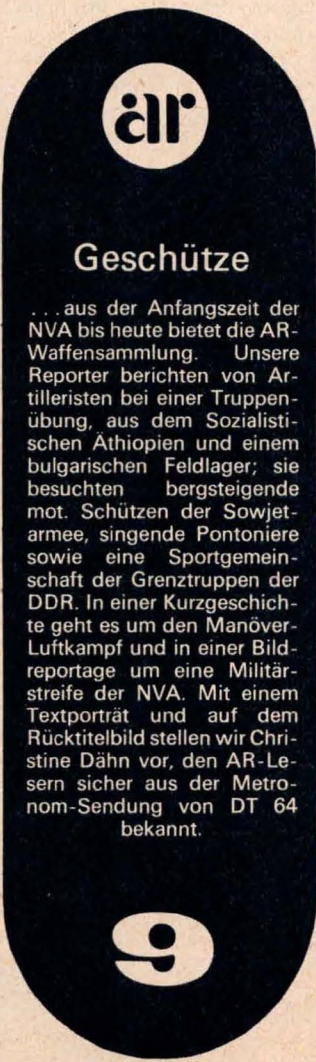 ar
Geschütze
...aus der Anfangszeit der
NVA bis heute bietet die AR-
Waffensammlung. Unsere
Reporter berichten von Ar-
tilleristen bei einer Truppen-
übung, aus dem Sozialisti-
schen Äthiopien und einem
bulgarischen Feldlager; sie
besuchten bergsteigende
mot. Schützen der Sowjet-
armee, singende Pontoniere
sowie eine Sportgemein-
schaft der Grenztruppen der
DDR. In einer Kurzgeschich-
te geht es um den Manöver-
Luftkampf und in einer Bild-
reportage um eine Militär-
streife der NVA. Mit einem
Textporträt und auf dem
Rücktitelbild stellen wir Chri-
stine Dähn vor, den AR-Le-
sern sicher aus der Metro-
nom-Sendung von DT 64
bekannt.
9